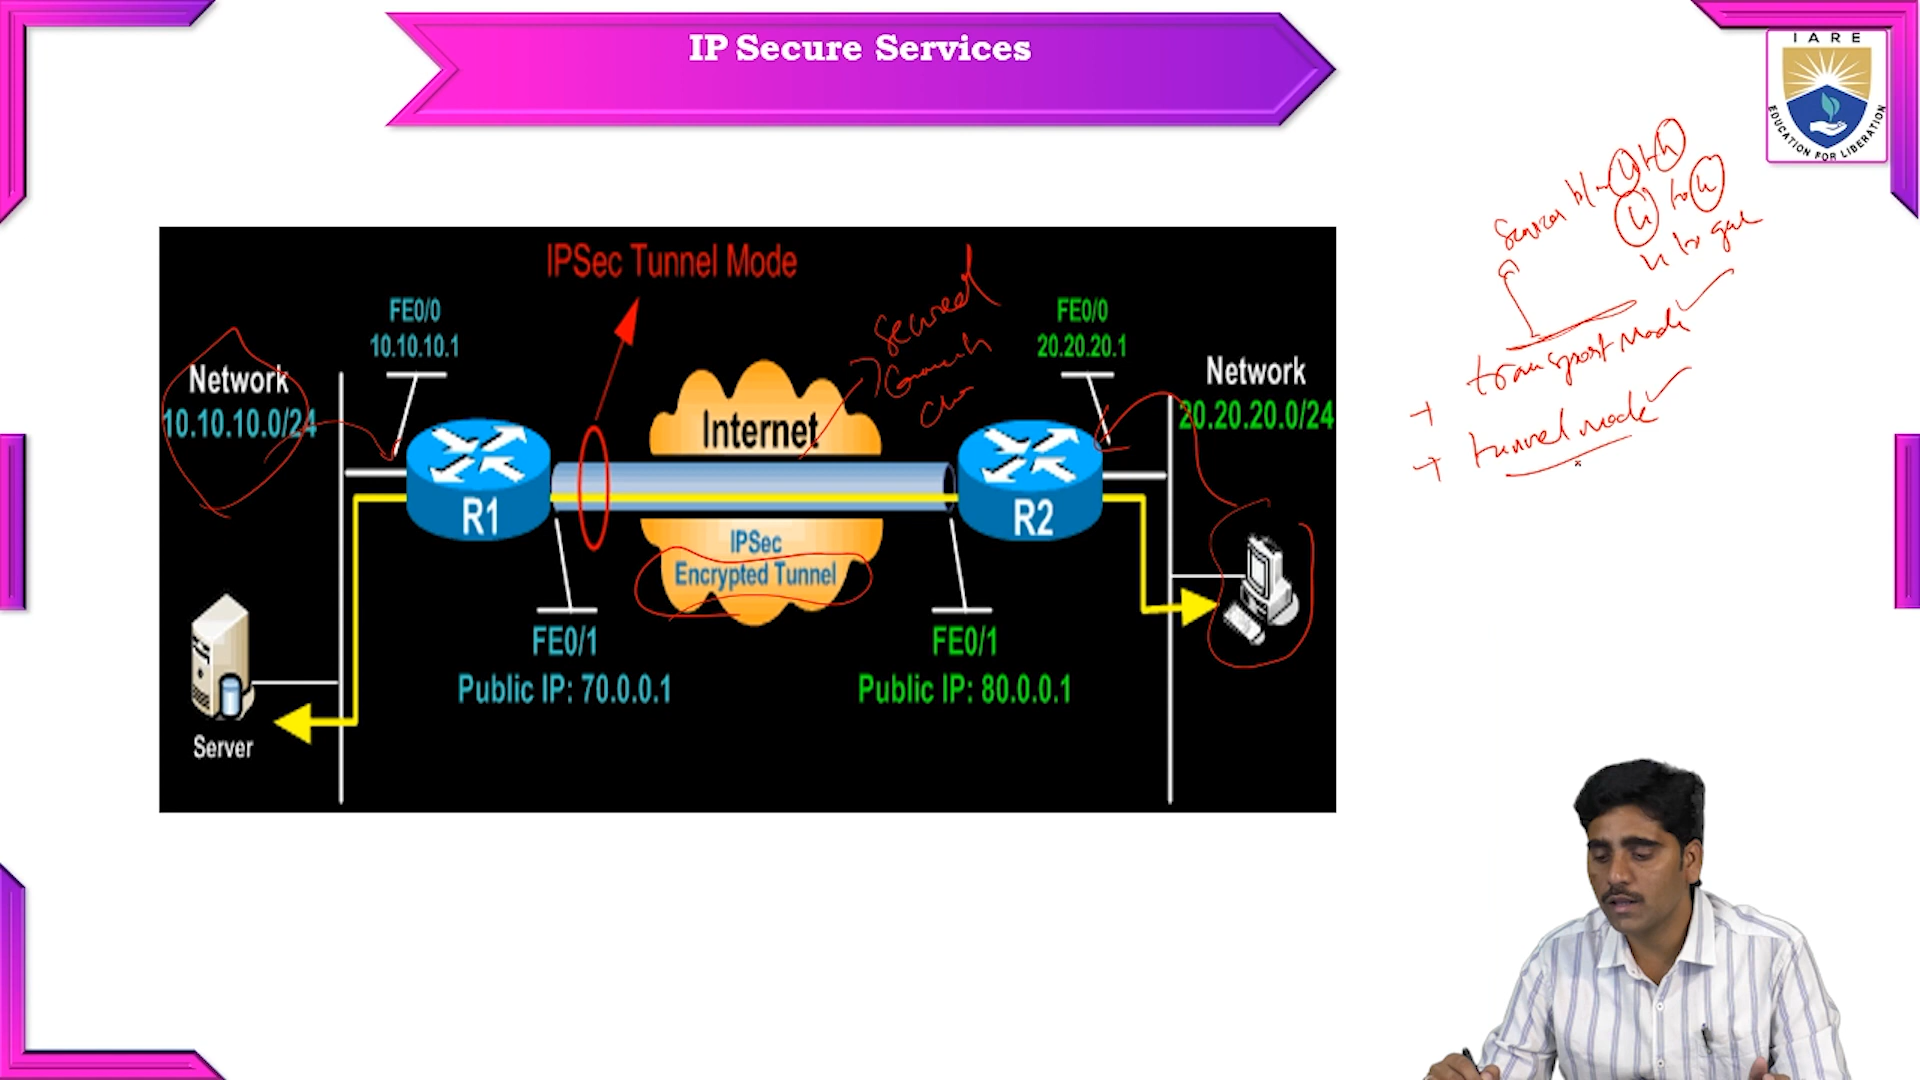 IP Secure Services
I A R E
EDUCATION FOR LIBERATION
IPSec Tunnel Mode
FE0/0
10.10.10.1
FE0/0
20.20.20.1
Network
10.10.10.0/24
Network
20.20.20.0/24
Internet
secured
R1
R2
IPSec
Encrypted Tunnel
FE0/1
Public IP: 70.0.0.1
FE0/1
Public IP: 80.0.0.1
Server
transport mode
tunnel mode